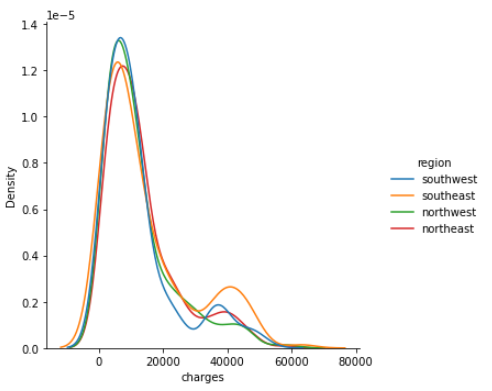 1e−5
1.4
1.2
1.0
0.8
0.6
0.4
0.2
0.0
Density
0 20000 40000 60000 80000
charges
region
southwest
southeast
northwest
northeast